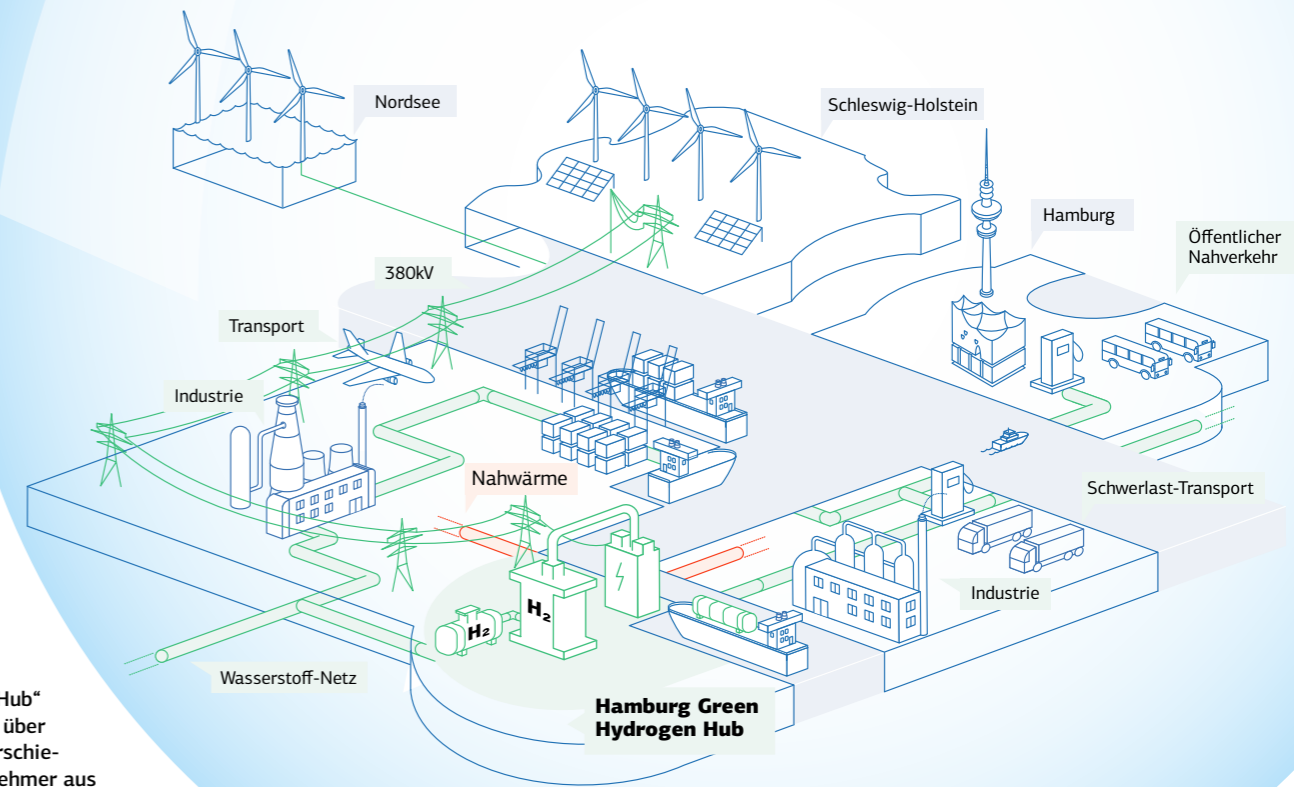 Nordsee
Schleswig-Holstein
Hamburg
Öffentlicher
Nahverkehr
380kV
Transport
Industrie
Nahwärme
Schwerlast-Transport
Industrie
H₂
H₂
Wasserstoff-Netz
Hamburg Green
Hydrogen Hub
Hub“
über
rschie-
ehmer aus